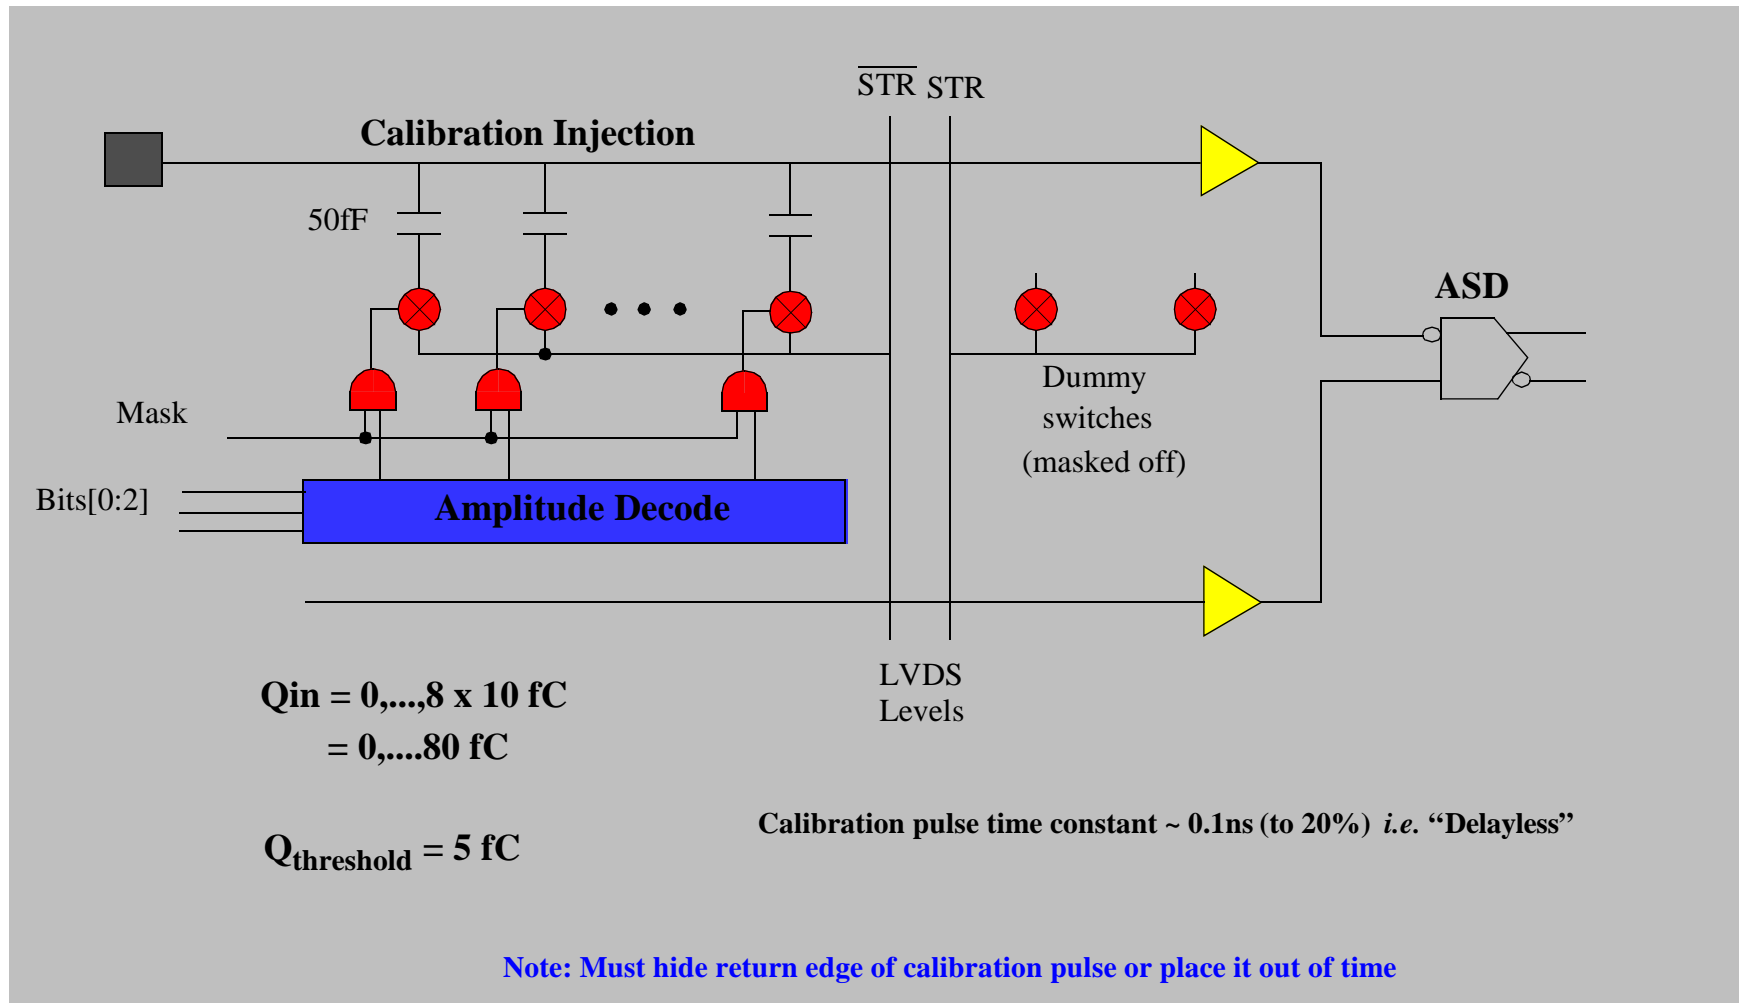 STR STR
Calibration Injection
50fF
ASD
Dummy
switches
(masked off)
Mask
Bits[0:2]
Amplitude Decode
LVDS
Levels
Qin = 0,...,8 x 10 fC
= 0,....80 fC
Calibration pulse time constant ~ 0.1ns (to 20%) i.e. “Delayless”
Qthreshold = 5 fC
Note: Must hide return edge of calibration pulse or place it out of time